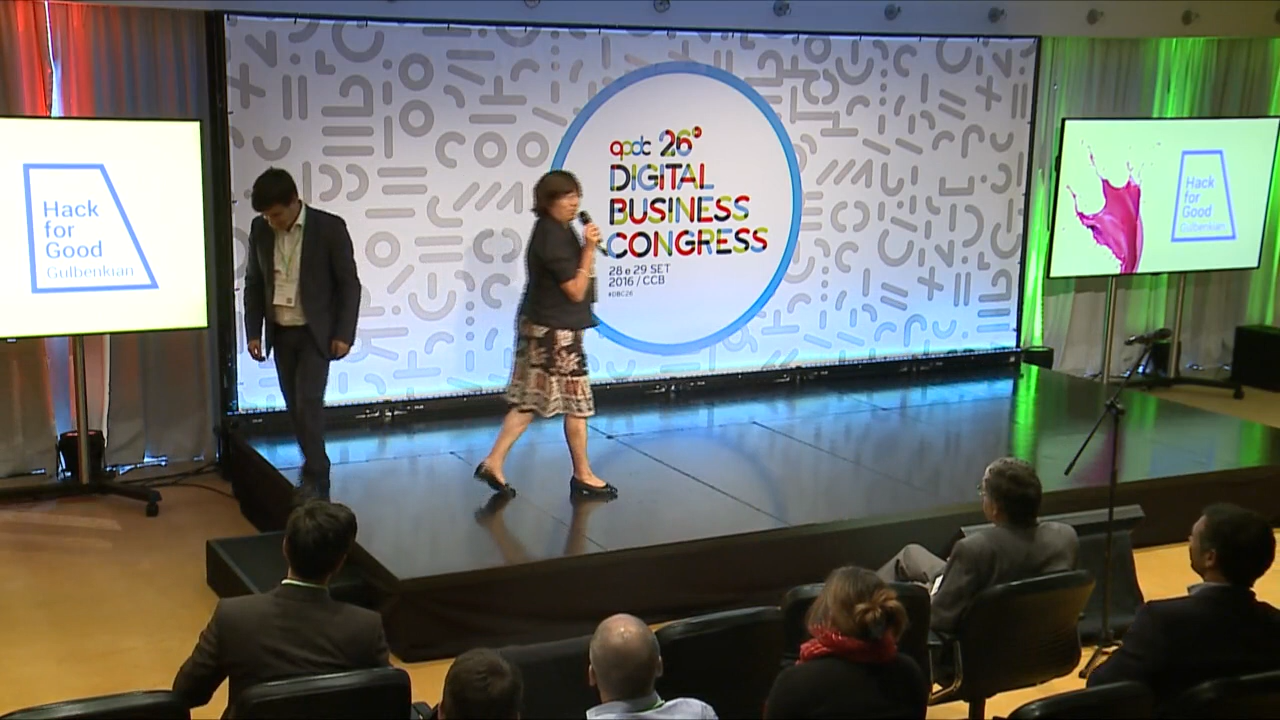 Hack
for
Good
Gulbenkian
apdc 26º
DIGITAL
BUSINESS
CONGRESS
28 e 29 SET
2016 / CCB
#DBC26
Hack
for
Good
Gulbenkian